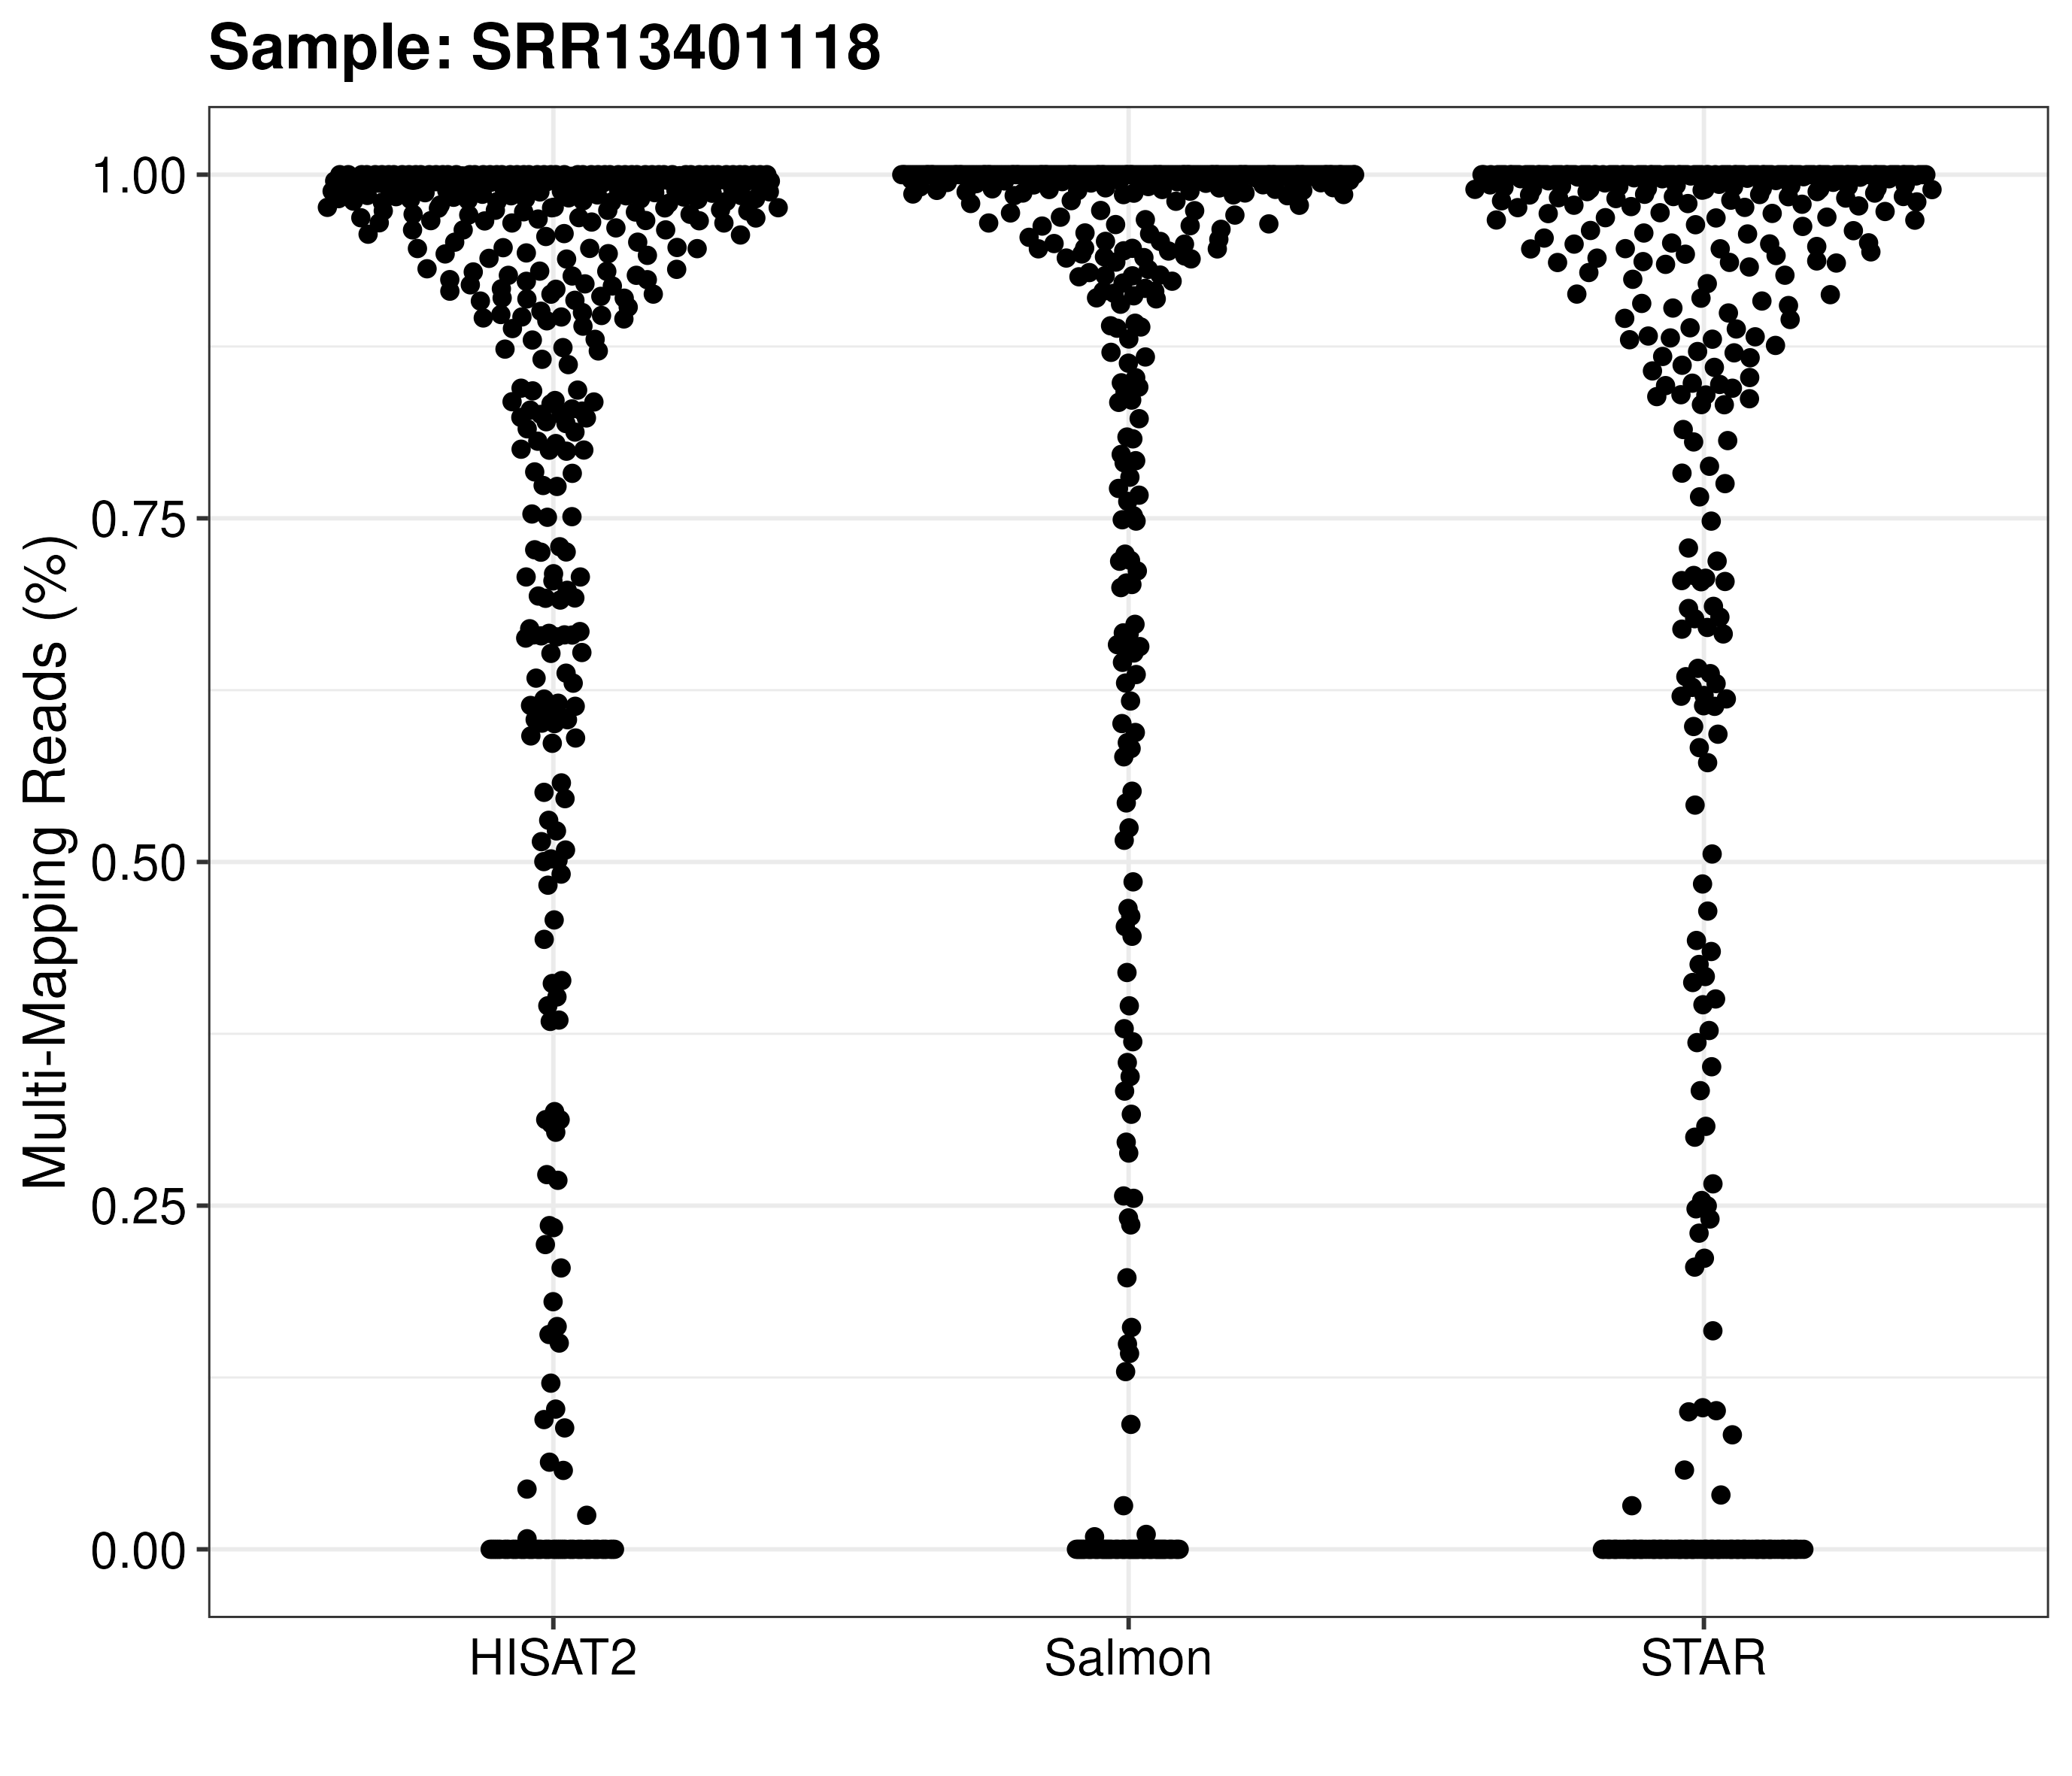 Sample: SRR13401118
Multi-Mapping Reads (%)
1.00
0.75
0.50
0.25
0.00
HISAT2
Salmon
STAR